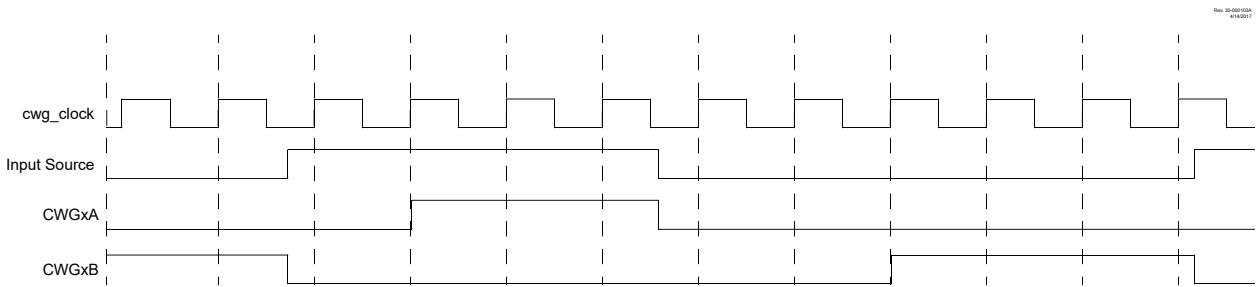 Rev. 30-000103A
4/14/2017
cwg_clock
Input Source
CWGxA
CWGxB